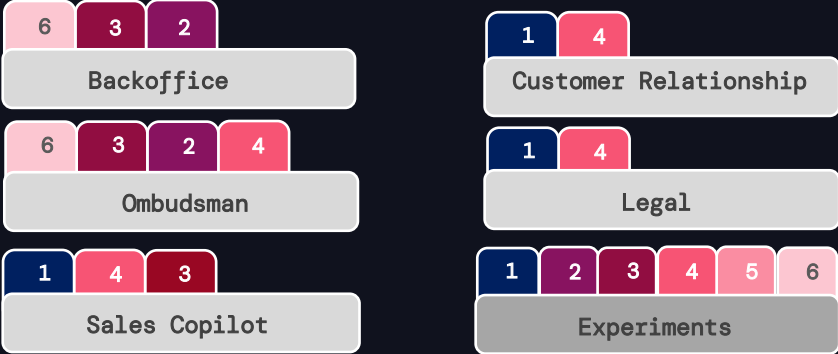 6 3 2
Backoffice
1 4
Customer Relationship
6 3 2 4
Ombudsman
1 4
Legal
1 4 3
Sales Copilot
1 2 3 4 5 6
Experiments